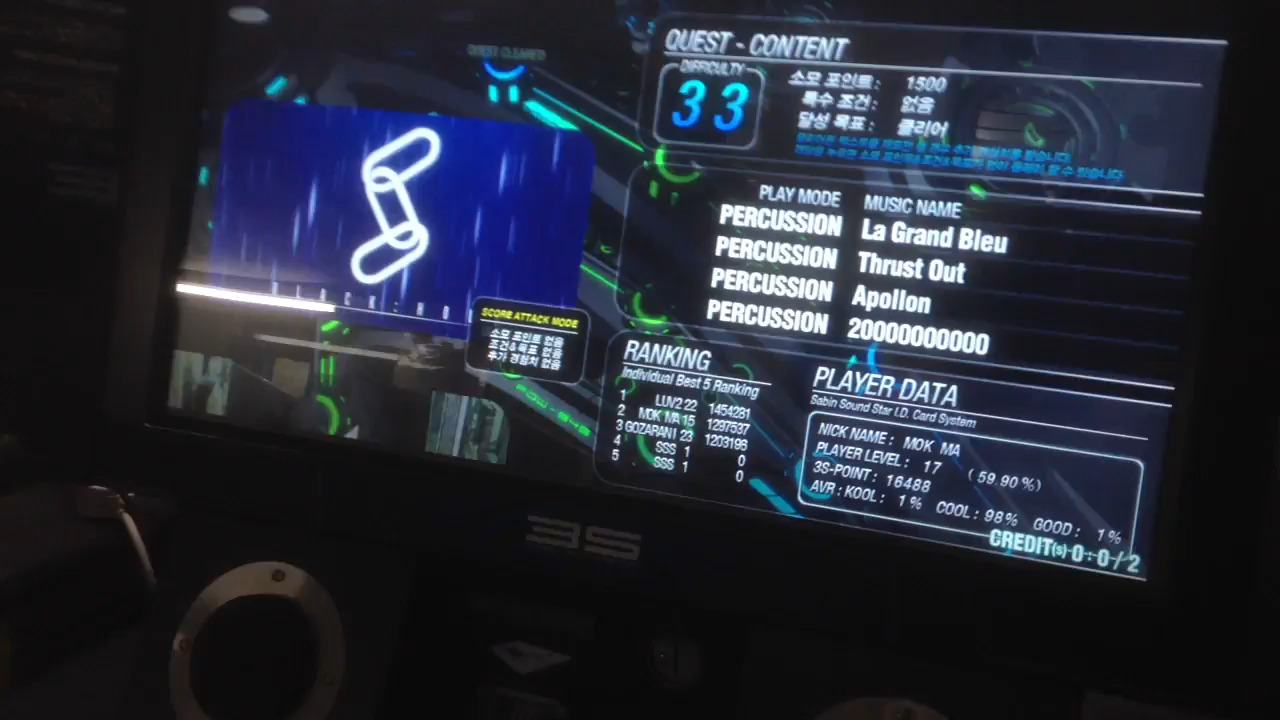 QUEST CLEARED
QUEST - CONTENT
DIFFICULTY
33
소모 포인트 : 1500
특수 조건 : 없음
달성 목표 : 클리어
PLAY MODE MUSIC NAME
PERCUSSION La Grand Bleu
PERCUSSION Thrust Out
PERCUSSION Apollon
PERCUSSION 20000000000
SCORE ATTACK MODE
소모 포인트 없음
조건&목표 없음
추가 경험치 없음
RANKING
Individual Best 5 Ranking
1 LUV2 22 1454281
2 MOK MA 15 1297537
3 GOZARANI 23 1203193
4 SSS 1 0
5 SSS 1 0
PLAYER DATA
Sabin Sound Star I.D. Card System
NICK NAME : MOK MA
PLAYER LEVEL : 17 (59.90%)
3S-POINT : 16488
AVR : KOOL : 1% COOL : 98% GOOD : 1%
CREDIT(s) 0 : 0/2
3S